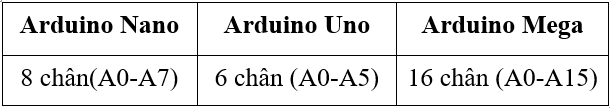 Arduino Nano Arduino Uno Arduino Mega
8 chân(A0-A7) 6 chân (A0-A5) 16 chân (A0-A15)